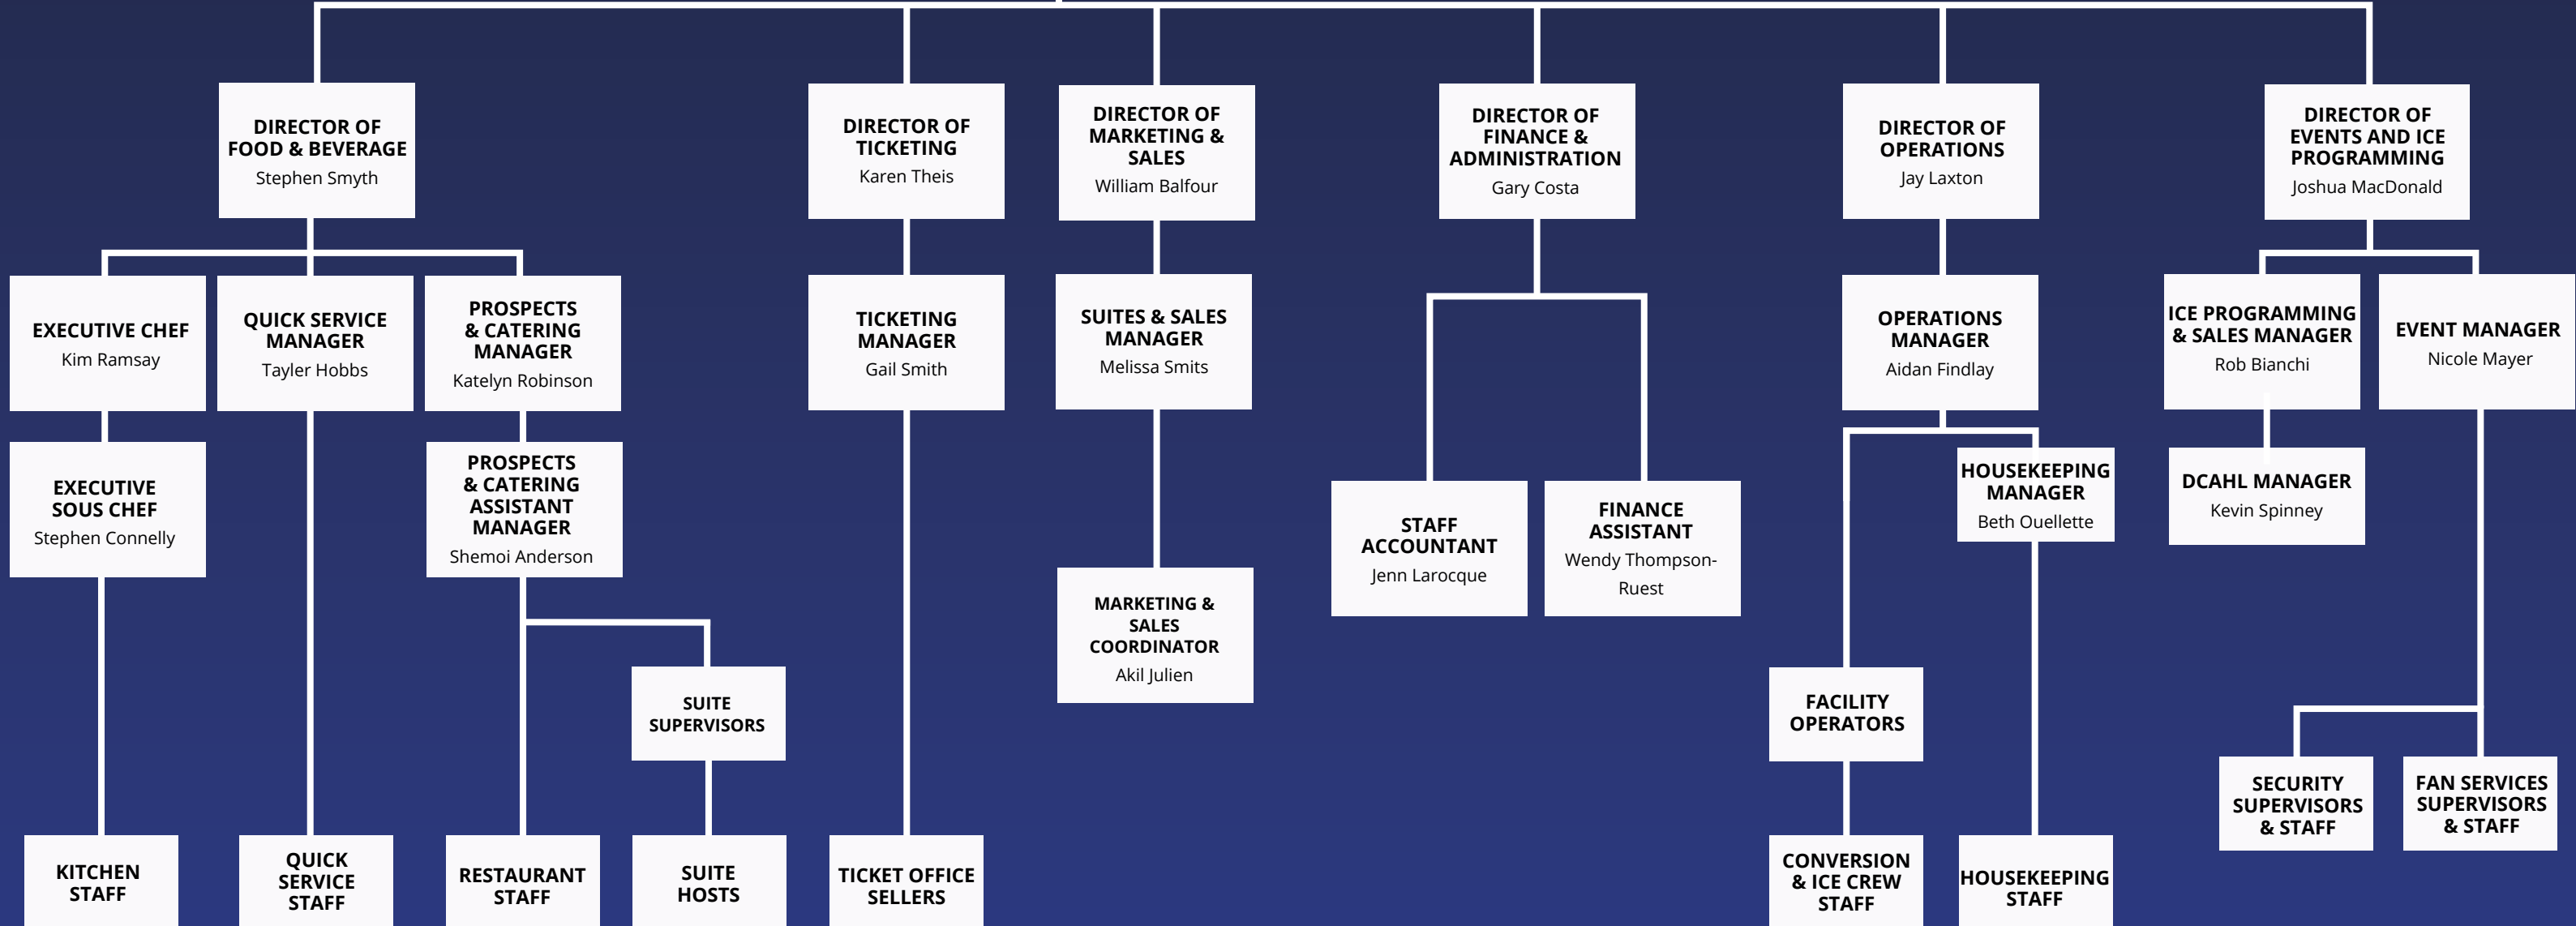 DIRECTOR OF
FOOD & BEVERAGE
Stephen Smyth
DIRECTOR OF
TICKETING
Karen Theis
DIRECTOR OF
MARKETING &
SALES
William Balfour
DIRECTOR OF
FINANCE &
ADMINISTRATION
Gary Costa
DIRECTOR OF
OPERATIONS
Jay Laxton
DIRECTOR OF
EVENTS AND ICE
PROGRAMMING
Joshua MacDonald
EXECUTIVE CHEF
Kim Ramsay
QUICK SERVICE
MANAGER
Tayler Hobbs
PROSPECTS
& CATERING
MANAGER
Katelyn Robinson
TICKETING
MANAGER
Gail Smith
SUITES & SALES
MANAGER
Melissa Smits
OPERATIONS
MANAGER
Aidan Findlay
ICE PROGRAMMING
& SALES MANAGER
Rob Bianchi
EVENT MANAGER
Nicole Mayer
EXECUTIVE
SOUS CHEF
Stephen Connelly
PROSPECTS
& CATERING
ASSISTANT
MANAGER
Shemoi Anderson
STAFF
ACCOUNTANT
Jenn Larocque
FINANCE
ASSISTANT
Wendy Thompson-
Ruest
HOUSEKEEPING
MANAGER
Beth Ouellette
DCAHL MANAGER
Kevin Spinney
MARKETING &
SALES
COORDINATOR
Akil Julien
SUITE
SUPERVISORS
FACILITY
OPERATORS
SECURITY
SUPERVISORS
& STAFF
FAN SERVICES
SUPERVISORS
& STAFF
KITCHEN
STAFF
QUICK
SERVICE
STAFF
RESTAURANT
STAFF
SUITE
HOSTS
TICKET OFFICE
SELLERS
CONVERSION
& ICE CREW
STAFF
HOUSEKEEPING
STAFF